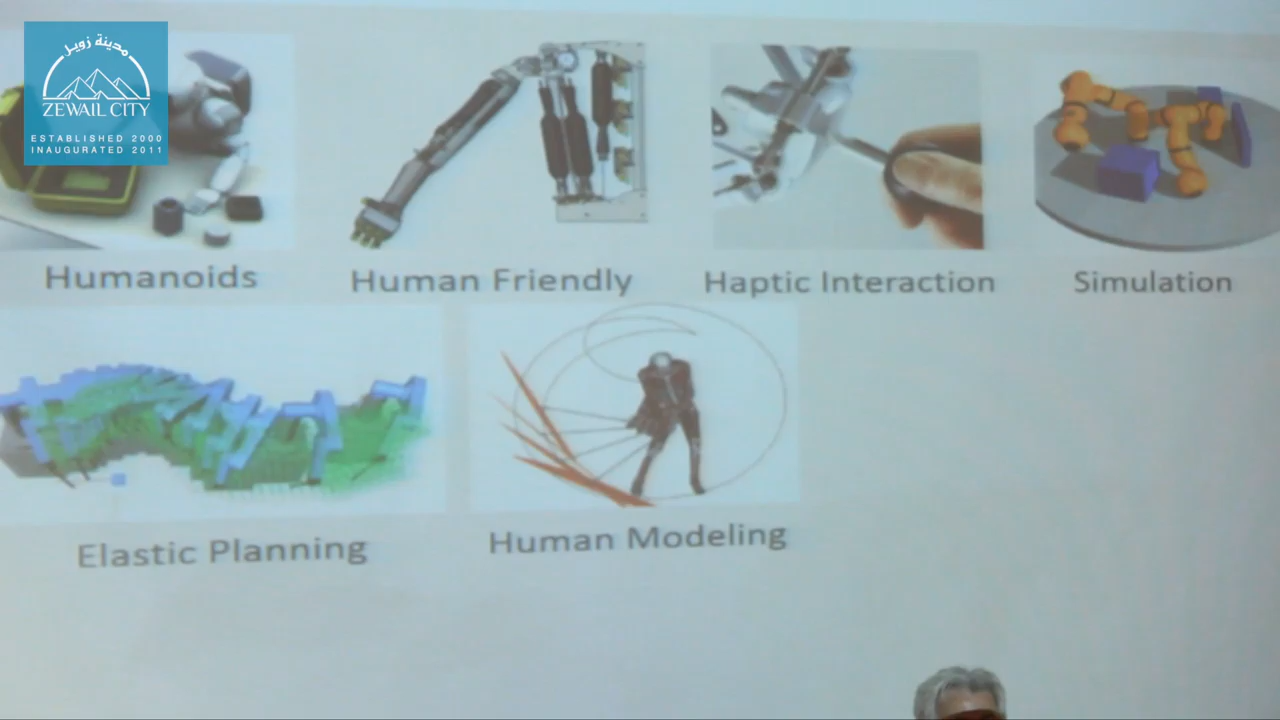 مدينة زويل
ZEWAIL CITY
ESTABLISHED 2000
INAUGURATED 2011
Humanoids
Human Friendly
Haptic Interaction
Simulation
Elastic Planning
Human Modeling